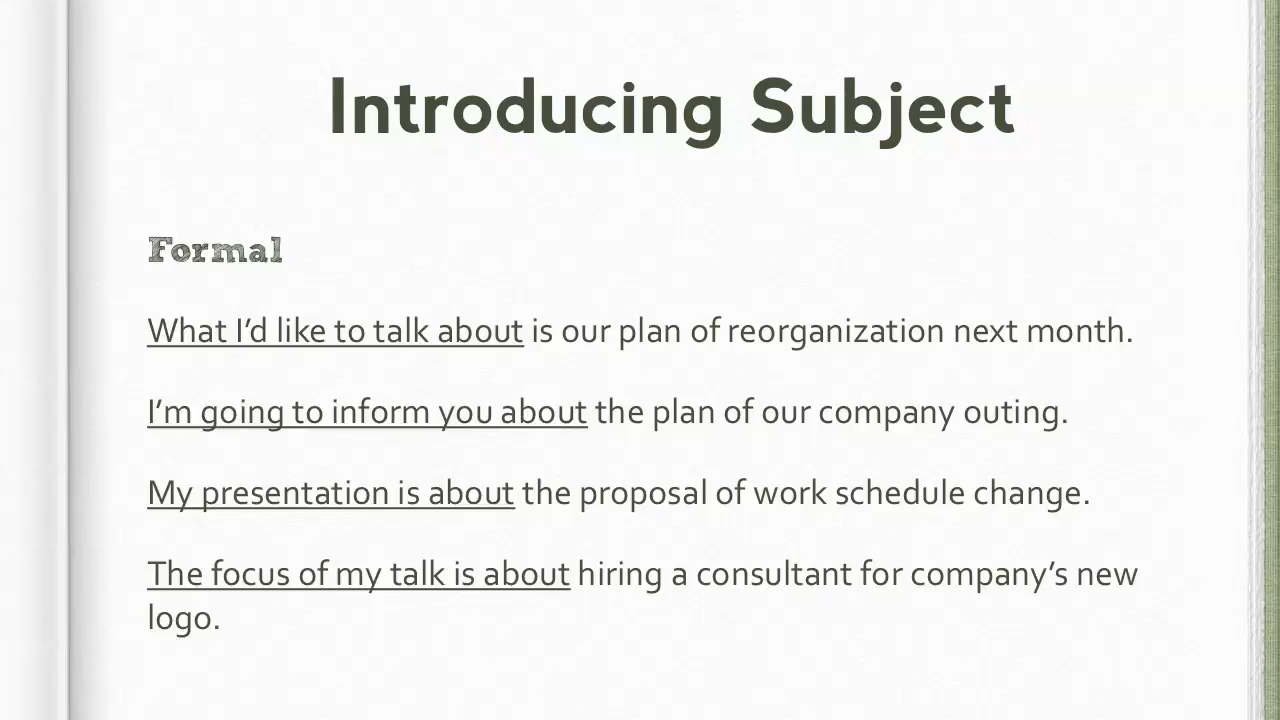 Introducing Subject
Formal
What I’d like to talk about is our plan of reorganization next month.
I’m going to inform you about the plan of our company outing.
My presentation is about the proposal of work schedule change.
The focus of my talk is about hiring a consultant for company’s new
logo.